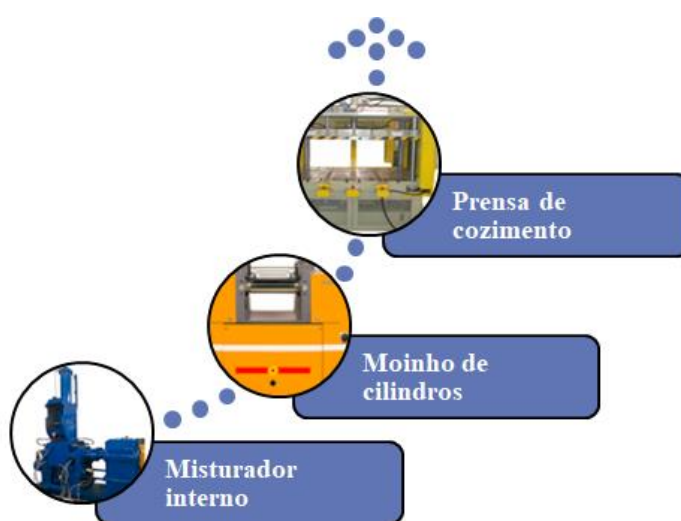 Prensa de
cozimento
Moinho de
cilindros
Misturador
interno